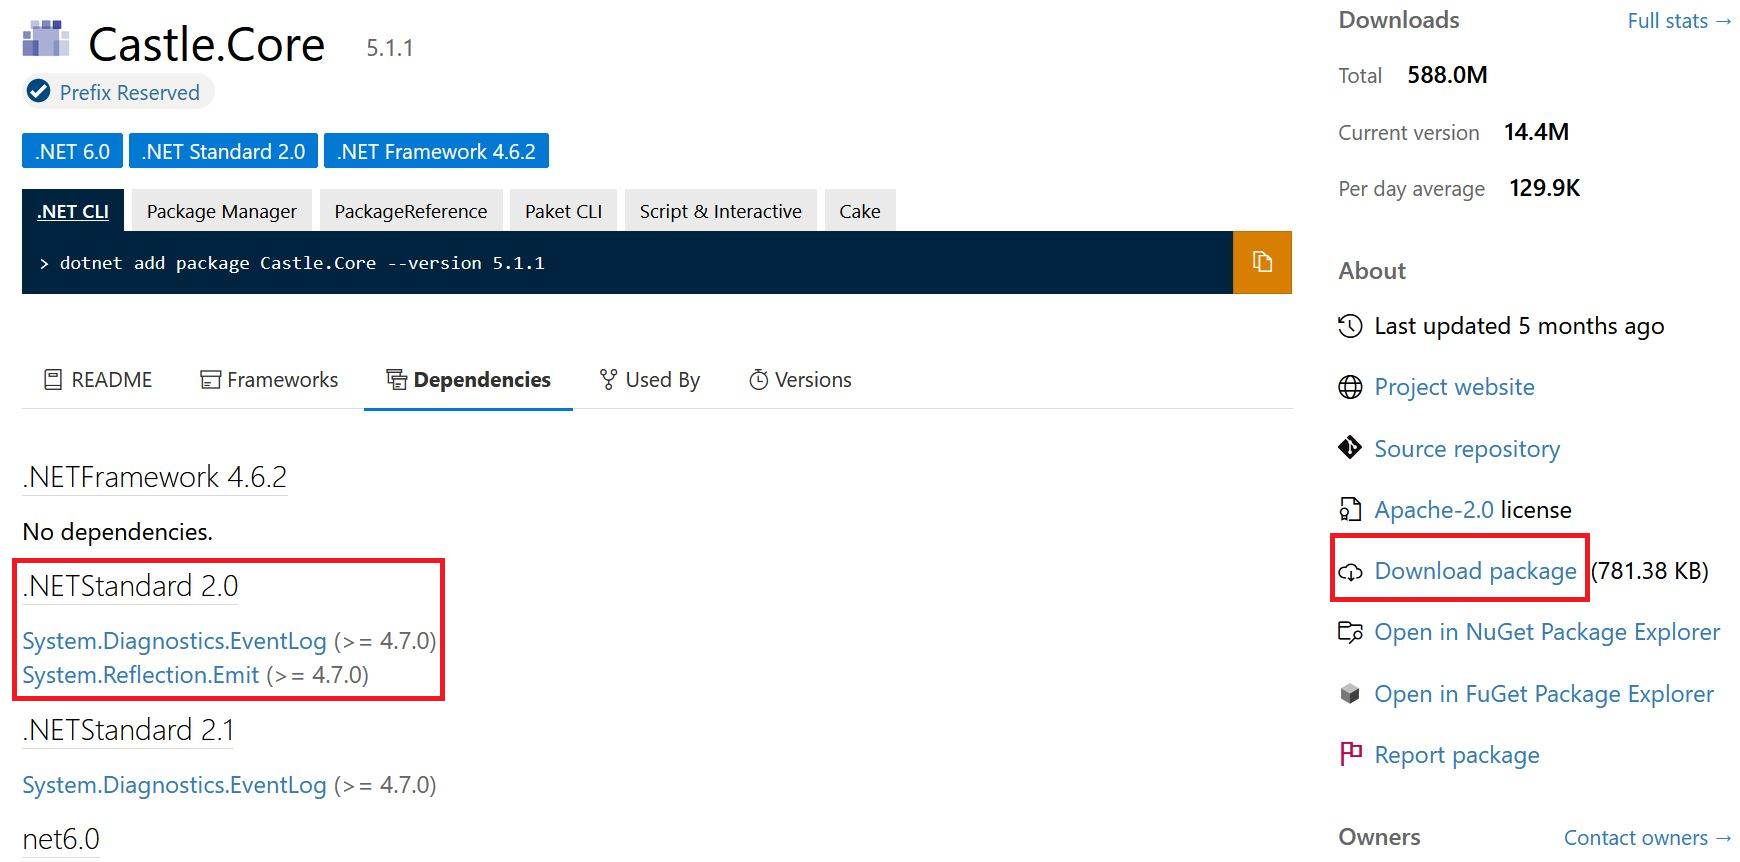 Castle.Core 5.1.1
Prefix Reserved
.NET 6.0 .NET Standard 2.0 .NET Framework 4.6.2
.NET CLI Package Manager PackageReference Paket CLI Script & Interactive Cake
> dotnet add package Castle.Core --version 5.1.1
README Frameworks Dependencies Used By Versions
.NETFramework 4.6.2
No dependencies.
.NETStandard 2.0
System.Diagnostics.EventLog (>= 4.7.0)
System.Reflection.Emit (>= 4.7.0)
.NETStandard 2.1
System.Diagnostics.EventLog (>= 4.7.0)
net6.0
Downloads Full stats →
Total 588.0M
Current version 14.4M
Per day average 129.9K
About
Last updated 5 months ago
Project website
Source repository
Apache-2.0 license
Download package (781.38 KB)
Open in NuGet Package Explorer
Open in FuGet Package Explorer
Report package
Owners Contact owners →